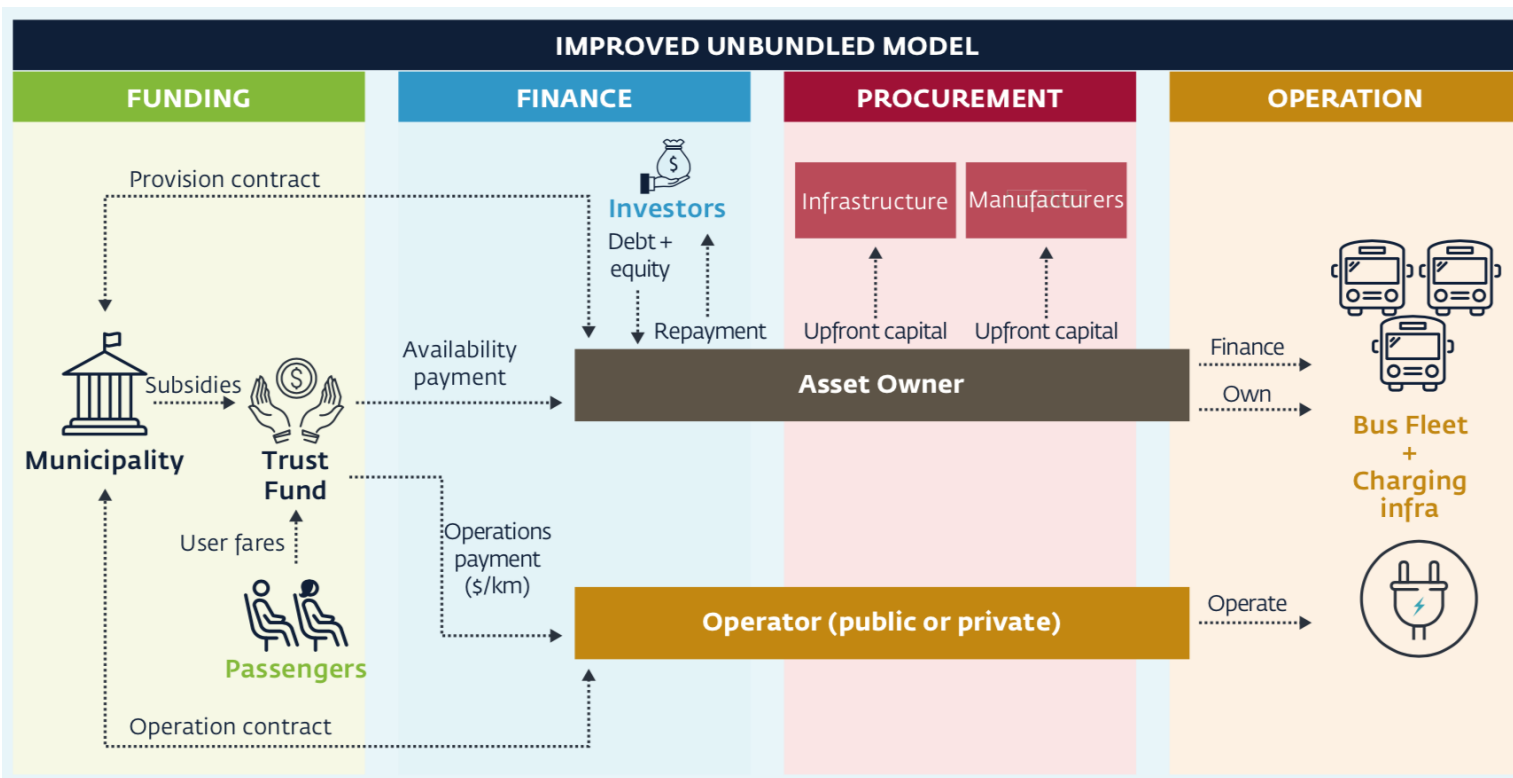 IMPROVED UNBUNDLED MODEL
FUNDING
FINANCE
PROCUREMENT
OPERATION
Provision contract
$
Investors
Debt +
equity
Repayment
Infrastructure
Manufacturers
Upfront capital
Upfront capital
Municipality
Subsidies
$
Trust
Fund
Availability
payment
Asset Owner
Finance
Own
Bus Fleet
+
Charging
infra
User fares
Passengers
Operations
payment
($/km)
Operator (public or private)
Operate
Operation contract